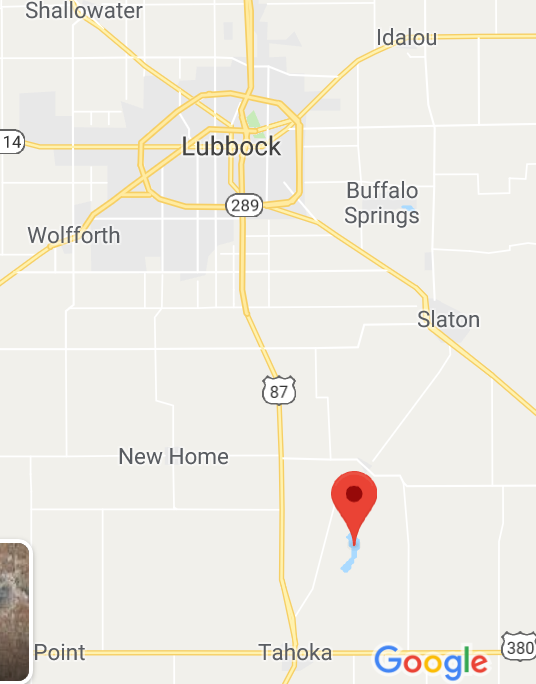 Shallowater
Idalou
14
Lubbock
Buffalo
Springs
289
Wolfforth
Slaton
87
New Home
Point
Tahoka
Google
380